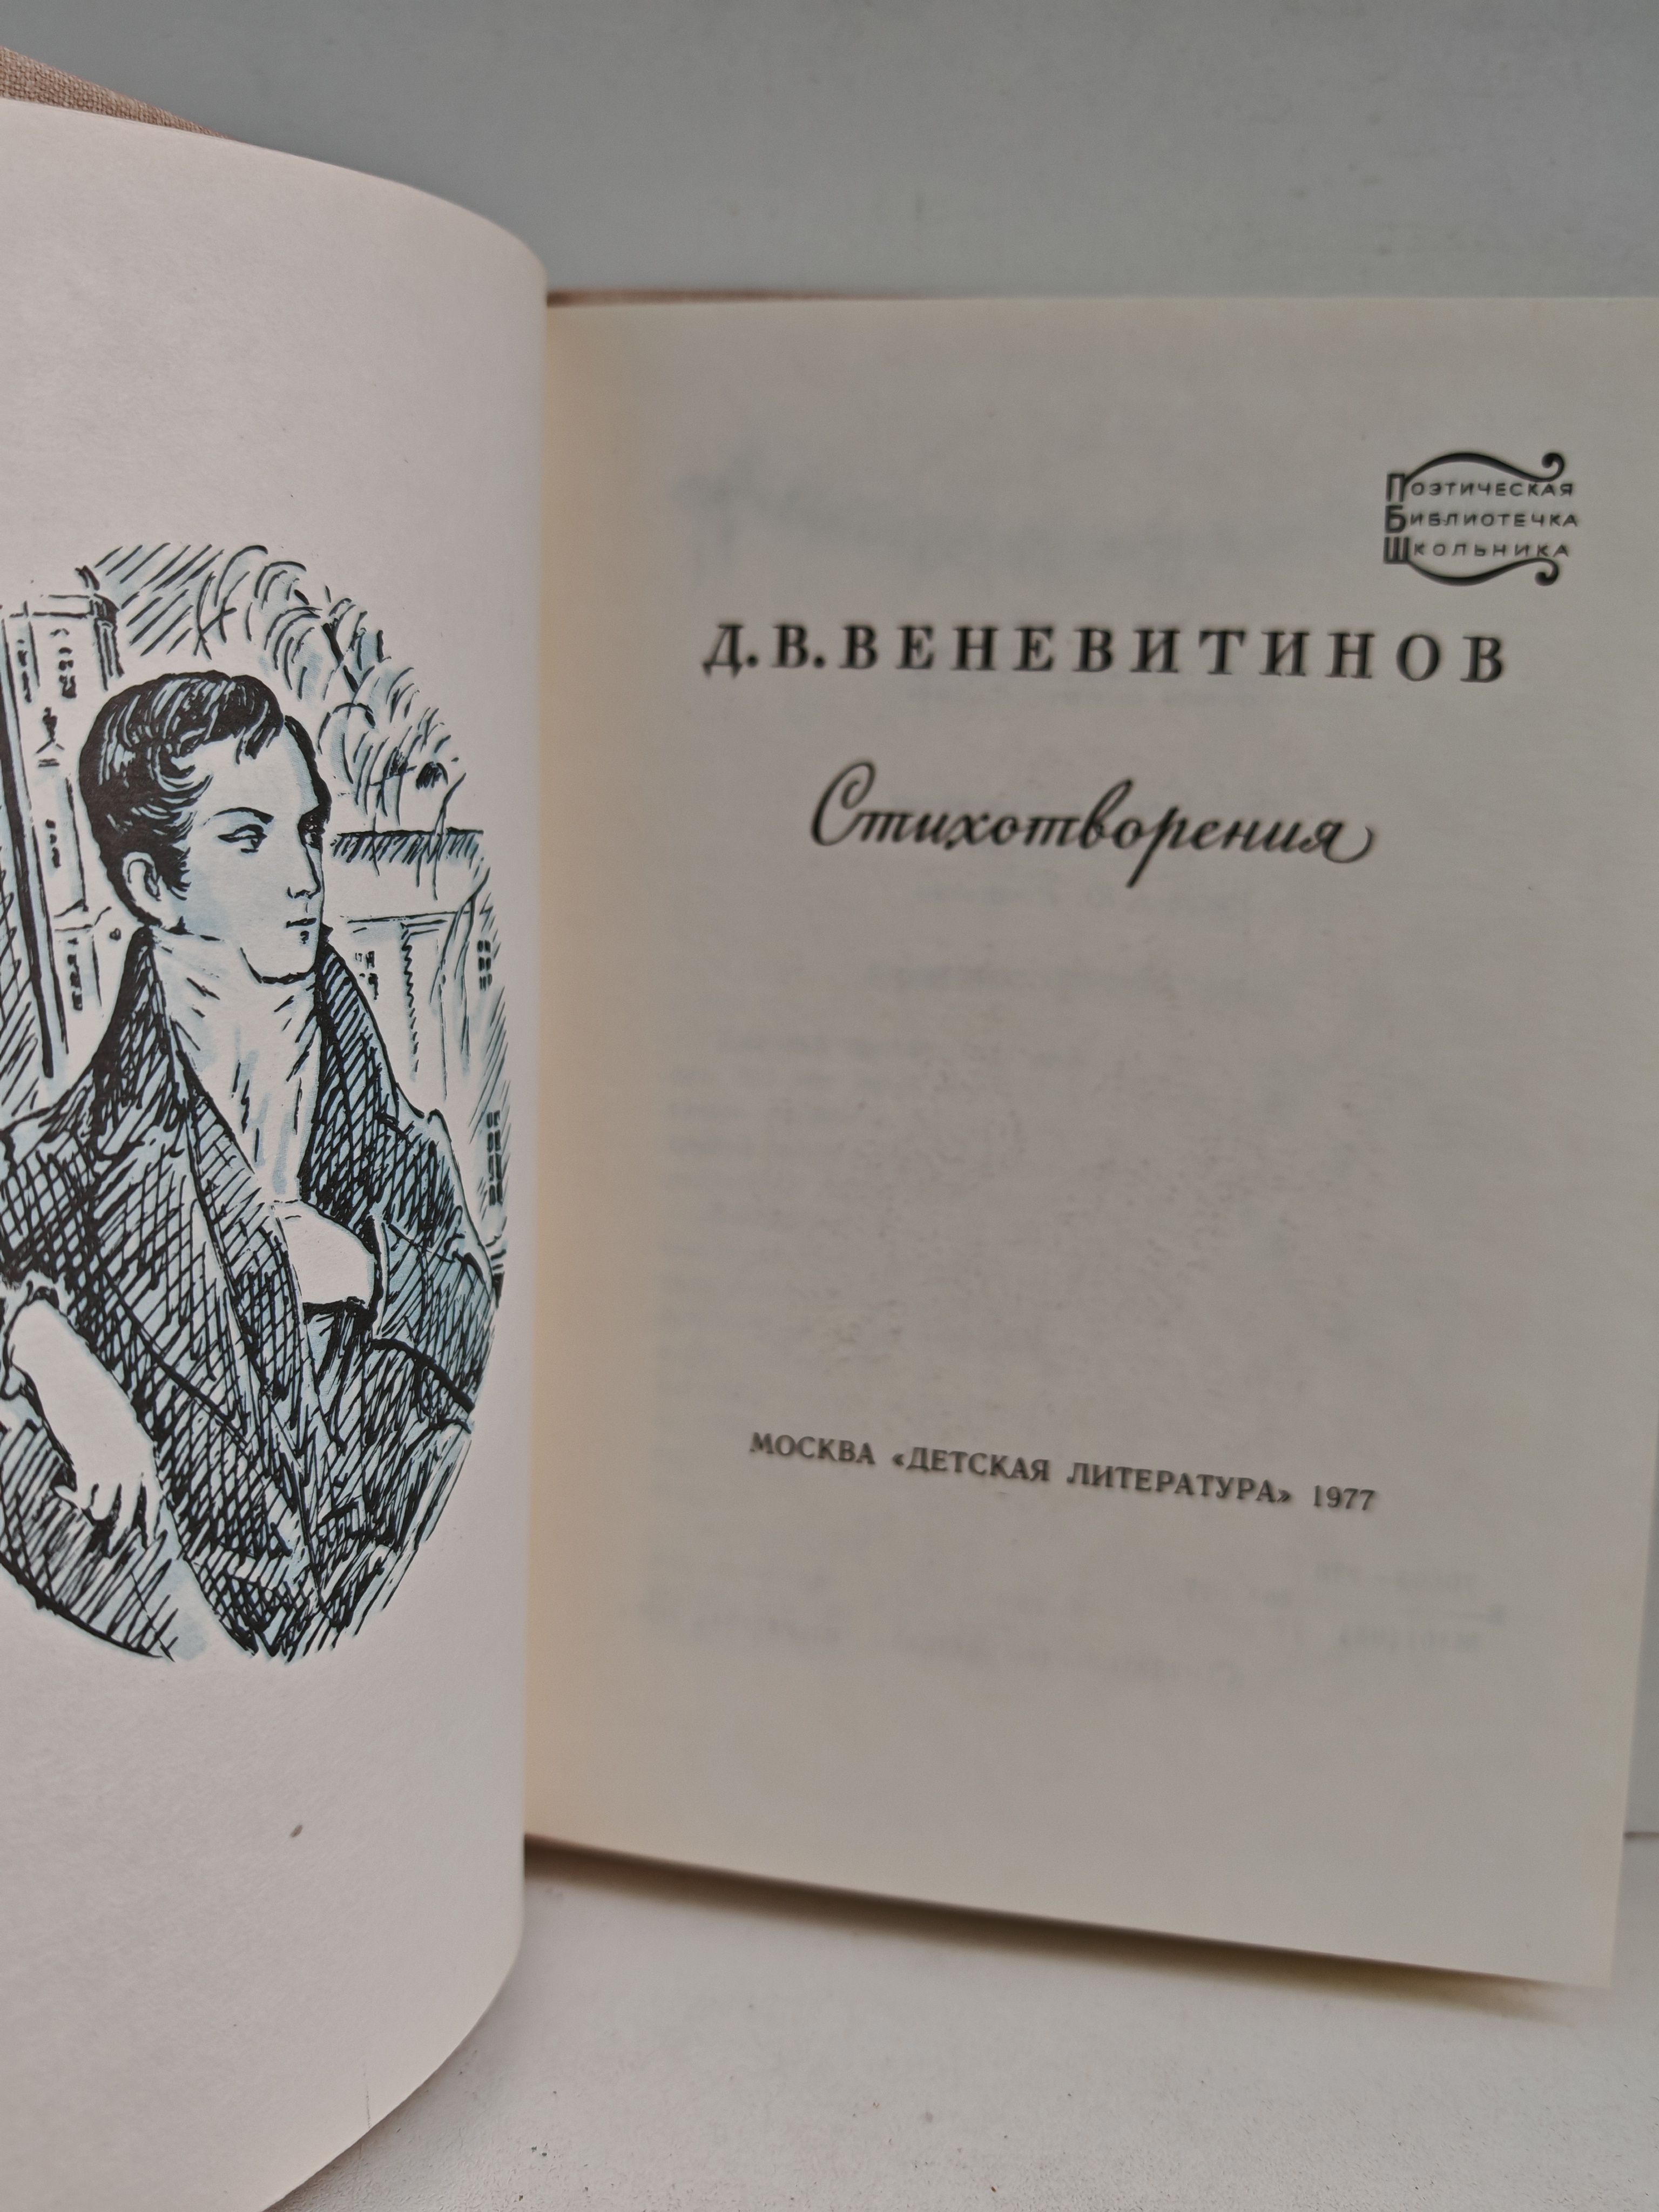 Поэтическая
Библиотечка
Школьника
Д. В. ВЕНЕВИТИНОВ
Стихотворения
МОСКВА «ДЕТСКАЯ ЛИТЕРАТУРА» 1977